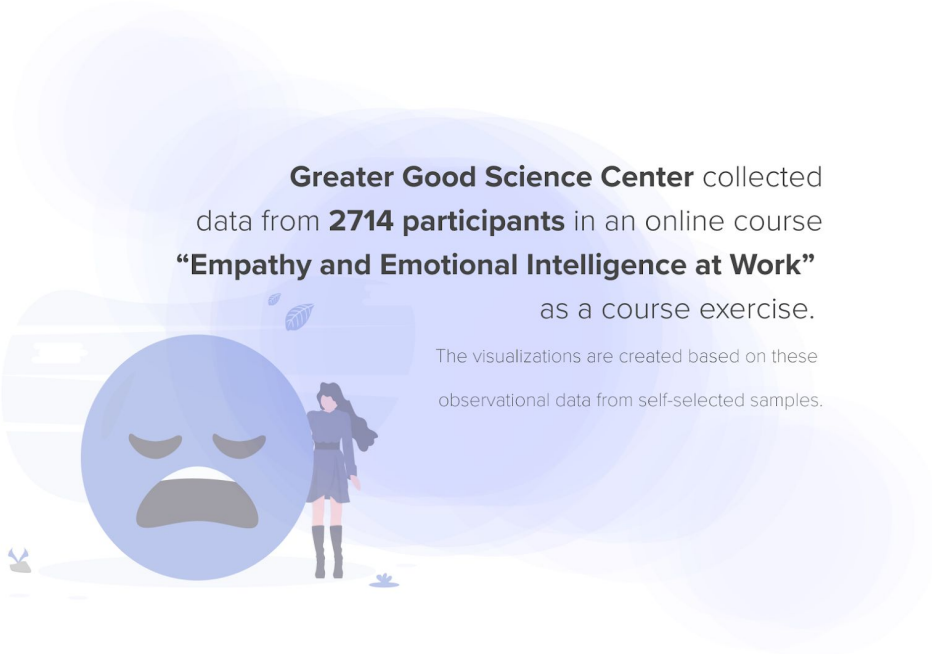 Greater Good Science Center collected
data from 2714 participants in an online course
“Empathy and Emotional Intelligence at Work”
as a course exercise.
The visualizations are created based on these
observational data from self-selected samples.